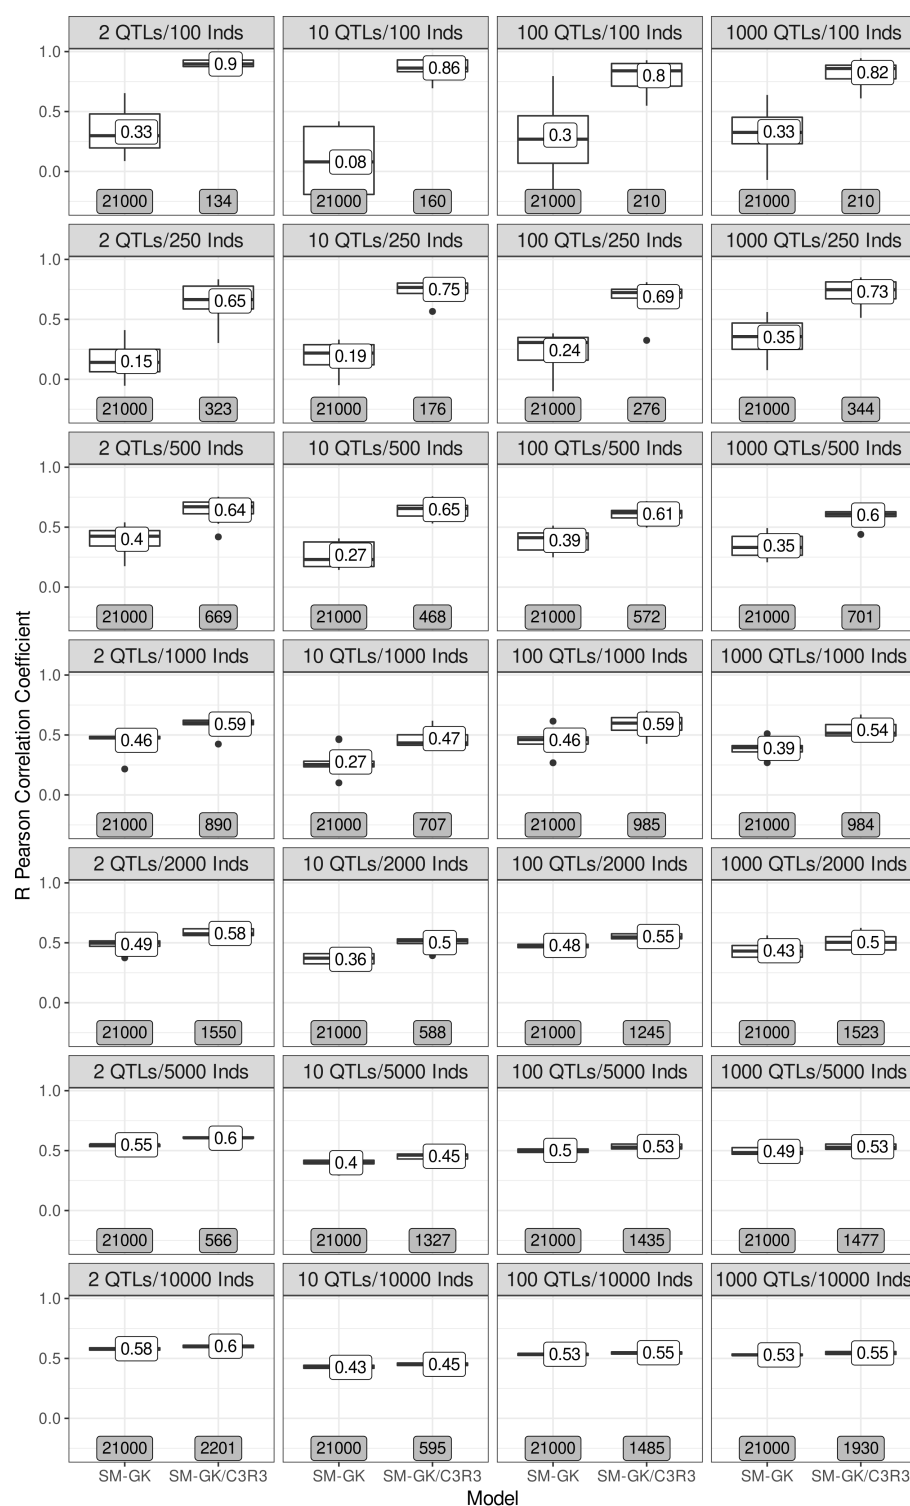 2 QTLs/100 Inds 10 QTLs/100 Inds 100 QTLs/100 Inds 1000 QTLs/100 Inds
1.0 0.9 0.86 0.8 0.82
0.5 0.33 0.08 0.3 0.33
0.0
21000 134 21000 160 21000 210 21000 210
2 QTLs/250 Inds 10 QTLs/250 Inds 100 QTLs/250 Inds 1000 QTLs/250 Inds
1.0
0.5 0.15 0.65 0.19 0.75 0.24 0.69 0.35 0.73
0.0
21000 323 21000 176 21000 276 21000 344
2 QTLs/500 Inds 10 QTLs/500 Inds 100 QTLs/500 Inds 1000 QTLs/500 Inds
1.0
0.5 0.4 0.64 0.27 0.65 0.39 0.61 0.35 0.6
0.0
21000 669 21000 468 21000 572 21000 701
R Pearson Correlation Coefficient
2 QTLs/1000 Inds 10 QTLs/1000 Inds 100 QTLs/1000 Inds 1000 QTLs/1000 Inds
1.0
0.5 0.46 0.59 0.27 0.47 0.46 0.59 0.39 0.54
0.0
21000 890 21000 707 21000 985 21000 984
2 QTLs/2000 Inds 10 QTLs/2000 Inds 100 QTLs/2000 Inds 1000 QTLs/2000 Inds
1.0
0.5 0.49 0.58 0.36 0.5 0.48 0.55 0.43 0.5
0.0
21000 1550 21000 588 21000 1245 21000 1523
2 QTLs/5000 Inds 10 QTLs/5000 Inds 100 QTLs/5000 Inds 1000 QTLs/5000 Inds
1.0
0.5 0.55 0.6 0.4 0.45 0.5 0.53 0.49 0.53
0.0
21000 566 21000 1327 21000 1435 21000 1477
2 QTLs/10000 Inds 10 QTLs/10000 Inds 100 QTLs/10000 Inds 1000 QTLs/10000 Inds
1.0
0.5 0.58 0.6 0.43 0.45 0.53 0.55 0.53 0.55
0.0
21000 2201 21000 595 21000 1485 21000 1930
SM-GK SM-GK/C3R3 SM-GK SM-GK/C3R3 SM-GK SM-GK/C3R3 SM-GK SM-GK/C3R3
Model